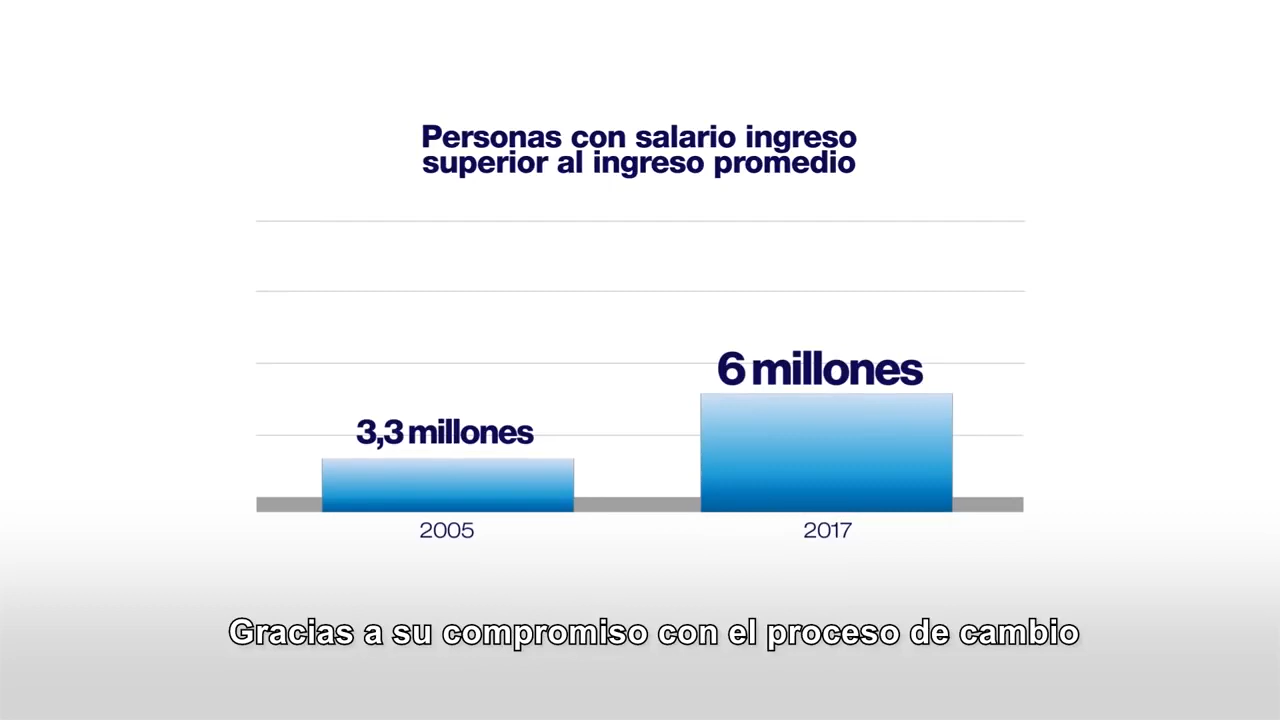 Personas con salario ingreso
superior al ingreso promedio
6 millones
3,3 millones
2005
2017
Gracias a su compromiso con el proceso de cambio